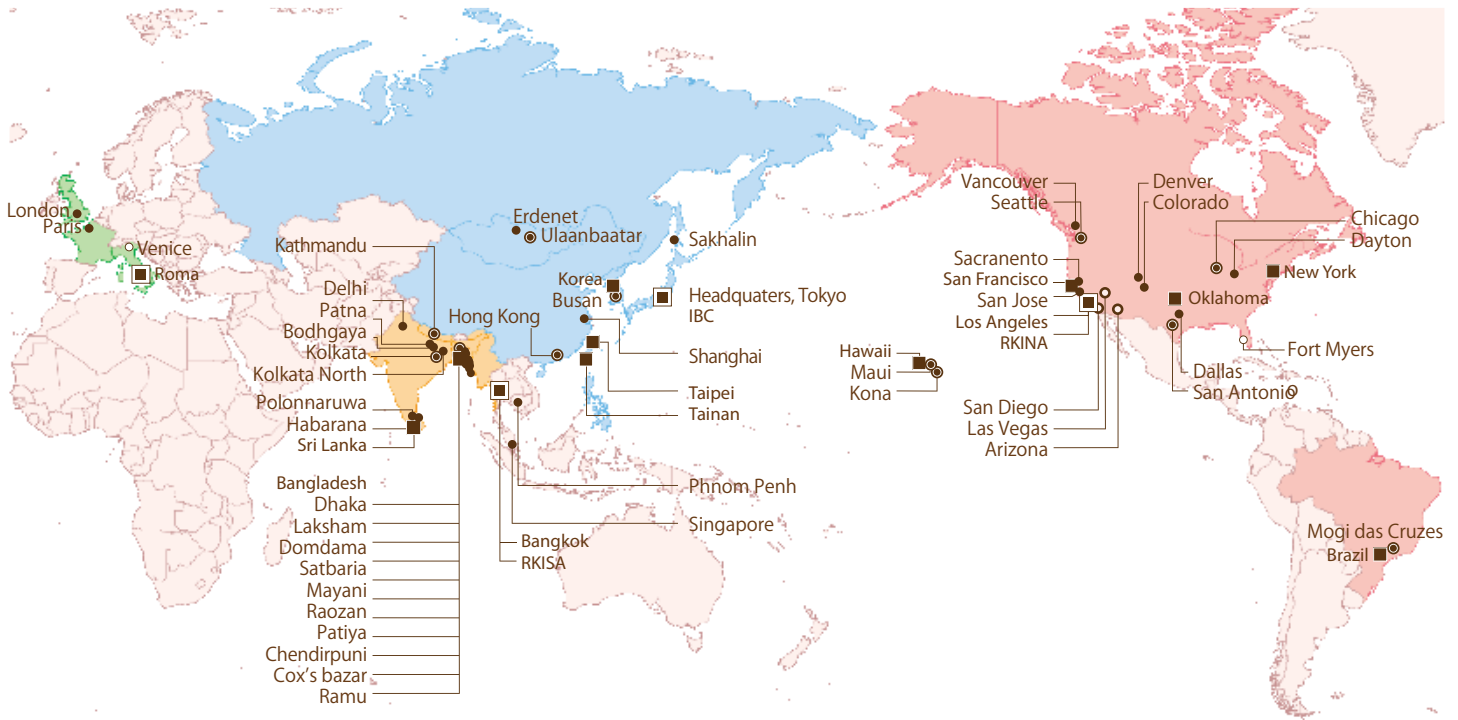 London
Paris
Venice
Roma
Kathmandu
Delhi
Patna
Bodhgaya
Kolkata
Kolkata North
Polonnaruwa
Habarana
Sri Lanka
Bangladesh
Dhaka
Laksham
Domdama
Satbaria
Mayani
Raozan
Patiya
Chendirpuni
Cox's bazar
Ramu
Erdenet
Ulaanbaatar
Sakhalin
Korea
Busan
Hong Kong
Headquaters, Tokyo
IBC
Shanghai
Taipei
Tainan
Phnom Penh
Singapore
Bangkok
RKISA
Hawaii
Maui
Kona
Vancouver
Seattle
Sacranento
San Francisco
San Jose
Los Angeles
RKINA
San Diego
Las Vegas
Arizona
Denver
Colorado
Chicago
Dayton
New York
Oklahoma
Fort Myers
Dallas
San Antonio
Mogi das Cruzes
Brazil